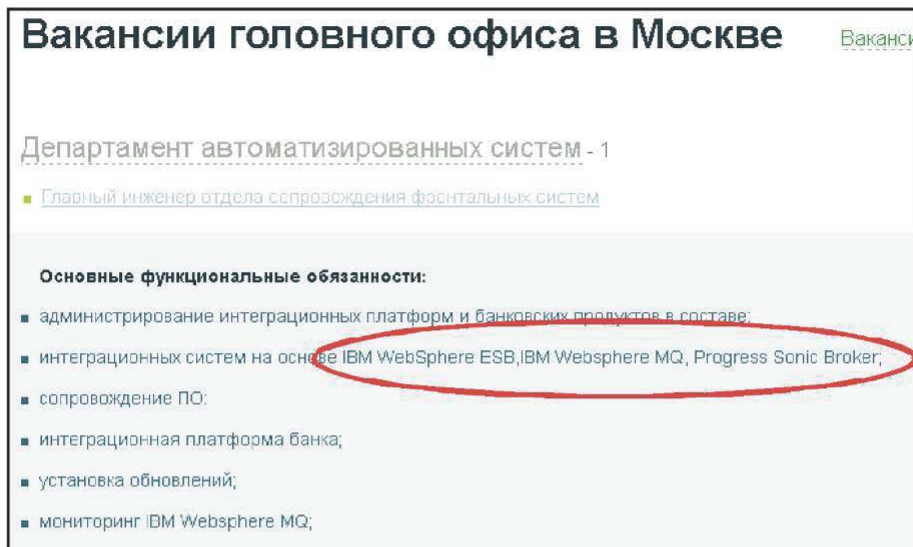 Вакансии головного офиса в Москве
Департамент автоматизированных систем - 1
Главный инженер отдела сопровождения фронтальных систем
Основные функциональные обязанности:
администрирование интеграционных платформ и банковских продуктов в составе:
интеграционных систем на основе IBM WebSphere ESB,IBM Websphere MQ, Progress Sonic Broker;
сопровождение ПО:
интеграционная платформа банка;
установка обновлений;
мониторинг IBM Websphere MQ;